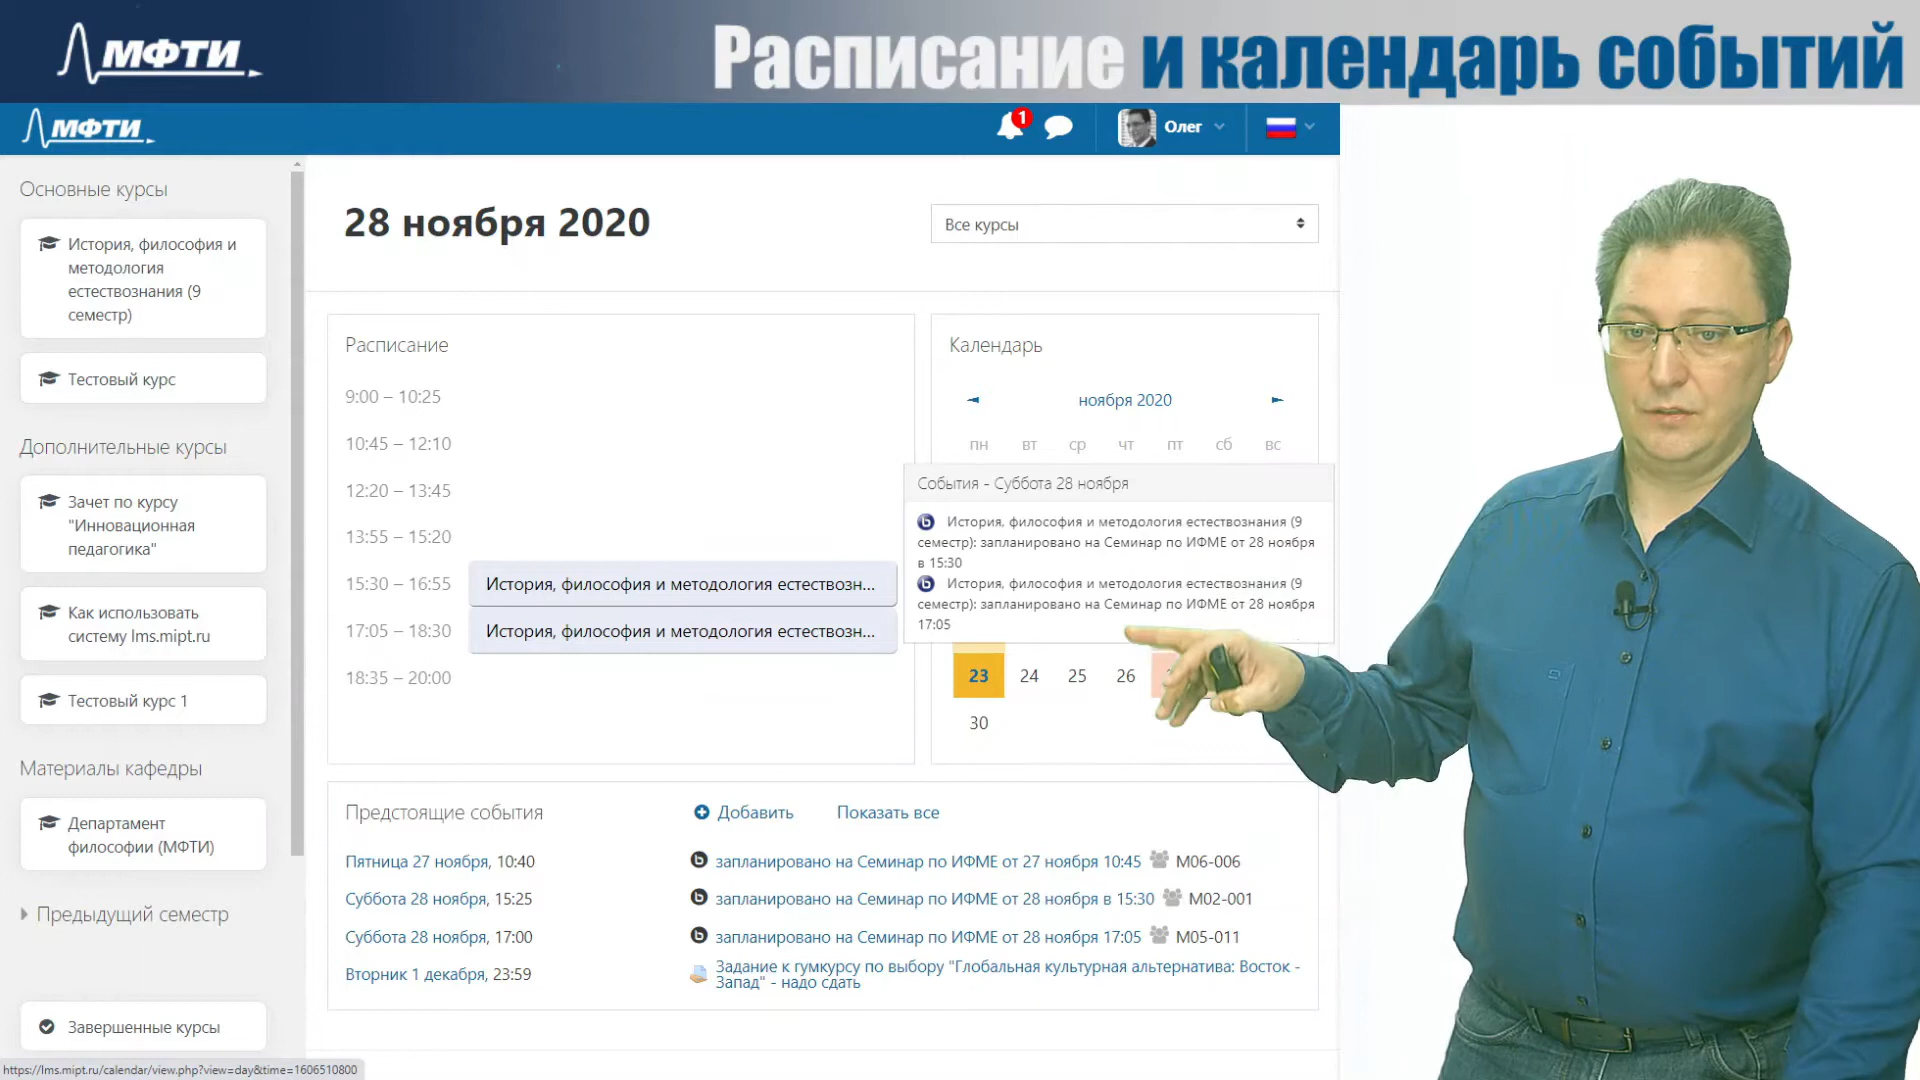 МФТИ
Расписание и календарь событий
МФТИ
1
Олег
Основные курсы
История, философия и
методология
естествознания (9
семестр)
Тестовый курс
Дополнительные курсы
Зачет по курсу
"Инновационная
педагогика"
Как использовать
систему lms.mipt.ru
Тестовый курс 1
Материалы кафедры
Департамент
философии (МФТИ)
Предыдущий семестр
Завершенные курсы
28 ноября 2020
Все курсы
Расписание
9:00 – 10:25
10:45 – 12:10
12:20 – 13:45
13:55 – 15:20
15:30 – 16:55 История, философия и методология естествозн...
17:05 – 18:30 История, философия и методология естествозн...
18:35 – 20:00
Календарь
ноября 2020
пн вт ср чт пт сб вс
События - Суббота 28 ноября
История, философия и методология естествознания (9
семестр): запланировано на Семинар по ИФМЕ от 28 ноября
в 15:30
История, философия и методология естествознания (9
семестр): запланировано на Семинар по ИФМЕ от 28 ноября
17:05
23 24 25 26
30
Предстоящие события Добавить Показать все
Пятница 27 ноября, 10:40 запланировано на Семинар по ИФМЕ от 27 ноября 10:45 М06-006
Суббота 28 ноября, 15:25 запланировано на Семинар по ИФМЕ от 28 ноября в 15:30 М02-001
Суббота 28 ноября, 17:00 запланировано на Семинар по ИФМЕ от 28 ноября 17:05 М05-011
Вторник 1 декабря, 23:59 Задание к гумкурсу по выбору "Глобальная культурная альтернатива: Восток -
Запад" - надо сдать
https://lms.mipt.ru/calendar/view.php?view=day&time=1606510800